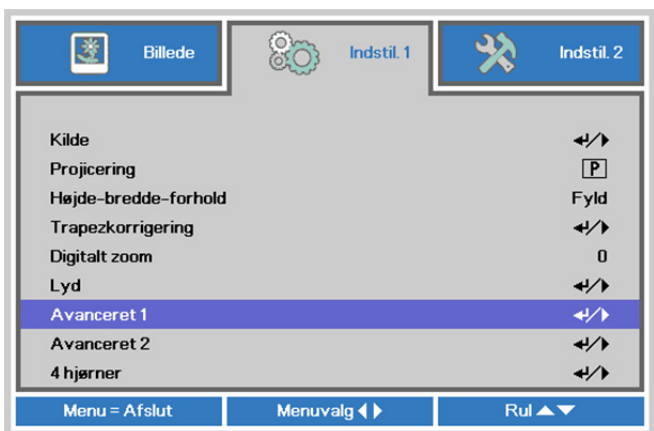 Billede
Indstil. 1
Indstil. 2
Kilde
Projicering P
Højde-bredde-forhold Fyld
Trapezkorrigering
Digitalt zoom 0
Lyd
Avanceret 1
Avanceret 2
4 hjørner
Menu = Afslut
Menuvalg
Rul